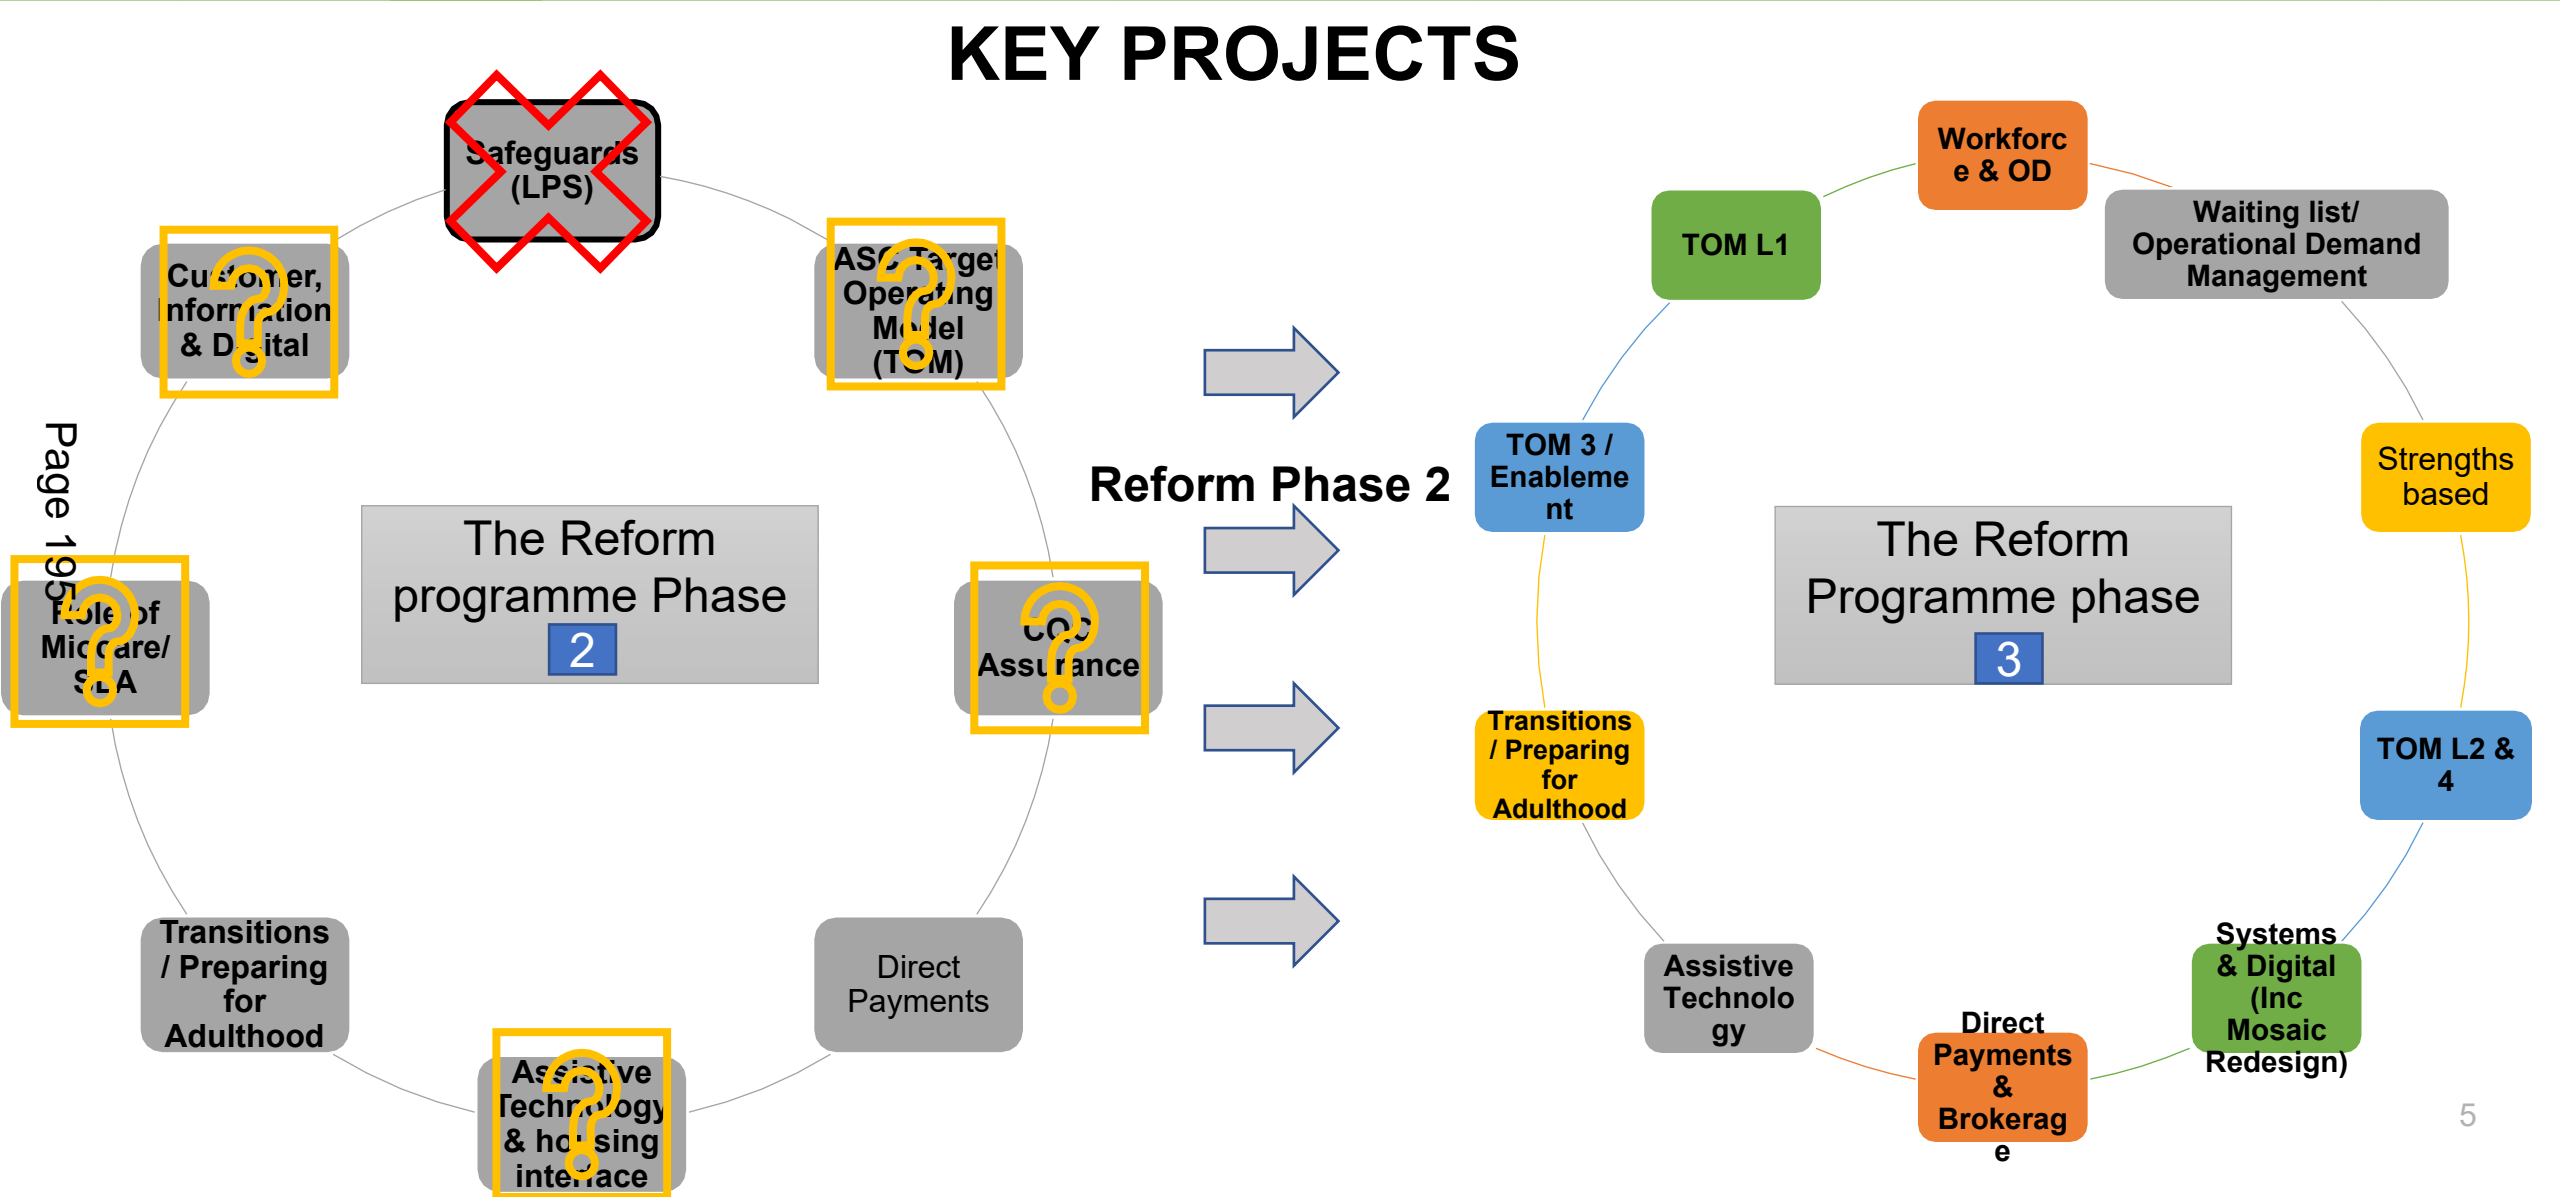 KEY PROJECTS
Safeguards
(LPS)
ASC Target
Operating
Model
(TOM)
CQC
Assurance
Direct
Payments
Assistive
Technology
& housing
interface
Transitions
/ Preparing
for
Adulthood
Role of
Miocare/
SLA
Customer,
Information
& Digital
The Reform
programme Phase
2
Page 195
Reform Phase 2
Workforc
e & OD
Waiting list/
Operational Demand
Management
Strengths
based
TOM L2 &
4
Systems
& Digital
(Inc
Mosaic
Redesign)
Direct
Payments
&
Brokerag
e
Assistive
Technolo
gy
Transitions
/ Preparing
for
Adulthood
TOM 3 /
Enableme
nt
TOM L1
The Reform
Programme phase
3
5